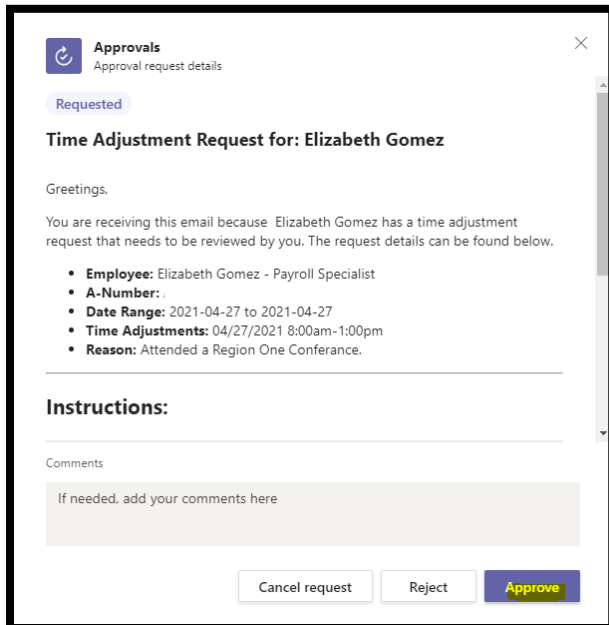 Approvals
Approval request details
Requested
Time Adjustment Request for: Elizabeth Gomez
Greetings,
You are receiving this email because Elizabeth Gomez has a time adjustment
request that needs to be reviewed by you. The request details can be found below.
• Employee: Elizabeth Gomez - Payroll Specialist
• A-Number:
• Date Range: 2021-04-27 to 2021-04-27
• Time Adjustments: 04/27/2021 8:00am-1:00pm
• Reason: Attended a Region One Conferance.
Instructions:
Comments
If needed, add your comments here
Cancel request Reject Approve